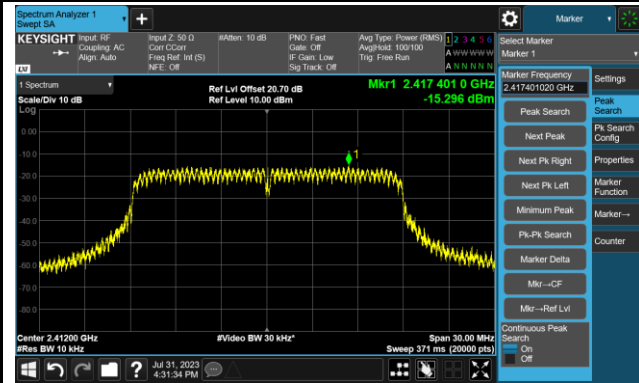 Spectrum Analyzer 1
Swept SA
Marker
KEYSIGHT
Input: RF
Coupling: AC
Align: Auto
Input Z: 50 Ω
Corr CCorr
Freq Ref: Int (S)
NFE: Off
#Atten: 10 dB
PNO: Fast
Gate: Off
IF Gain: Low
Sig Track: Off
Avg Type: Power (RMS)
Avg|Hold: 100/100
Trig: Free Run
1 2 3 4 5 6
A W W W W W
A N N N N N
LXI
Select Marker
Marker 1
1 Spectrum
Scale/Div 10 dB
Log
Ref Lvl Offset 20.70 dB
Ref Level 10.00 dBm
Mkr1 2.417 401 0 GHz
-15.296 dBm
1
0.00
-10.0
-20.0
-30.0
-40.0
-50.0
-60.0
-70.0
-80.0
Center 2.41200 GHz
#Res BW 10 kHz
#Video BW 30 kHz*
Span 30.00 MHz
Sweep 371 ms (20000 pts)
Marker Frequency
2.417401020 GHz
Peak Search
Next Peak
Next Pk Right
Next Pk Left
Minimum Peak
Pk-Pk Search
Marker Delta
Mkr→CF
Mkr→Ref Lvl
Continuous Peak
Search
On
Off
Settings
Peak
Search
Pk Search
Config
Properties
Marker
Function
Marker→
Counter
Jul 31, 2023
4:31:34 PM